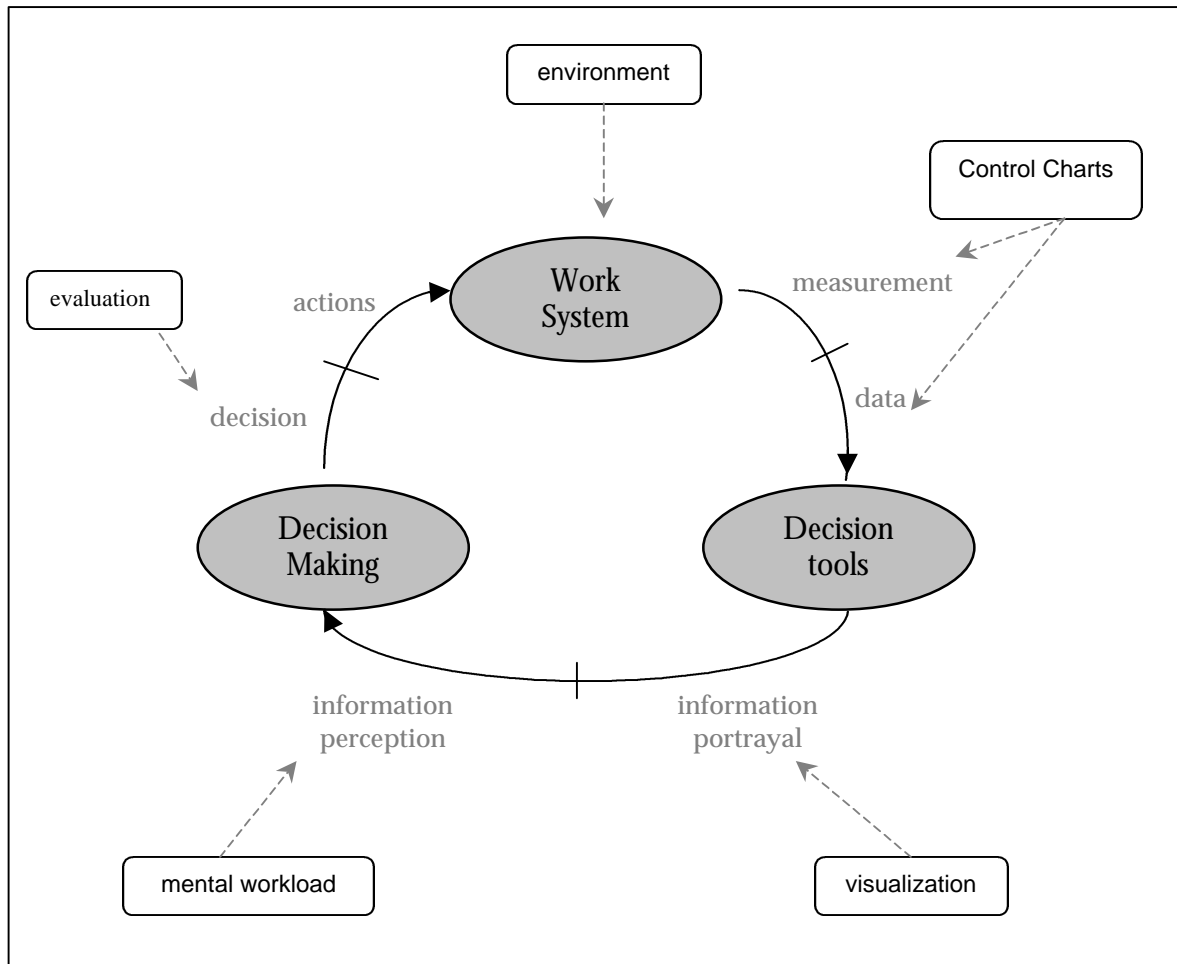 environment
Control Charts
Work
System
measurement
evaluation
actions
data
decision
Decision
Making
Decision
tools
information
perception
information
portrayal
mental workload
visualization